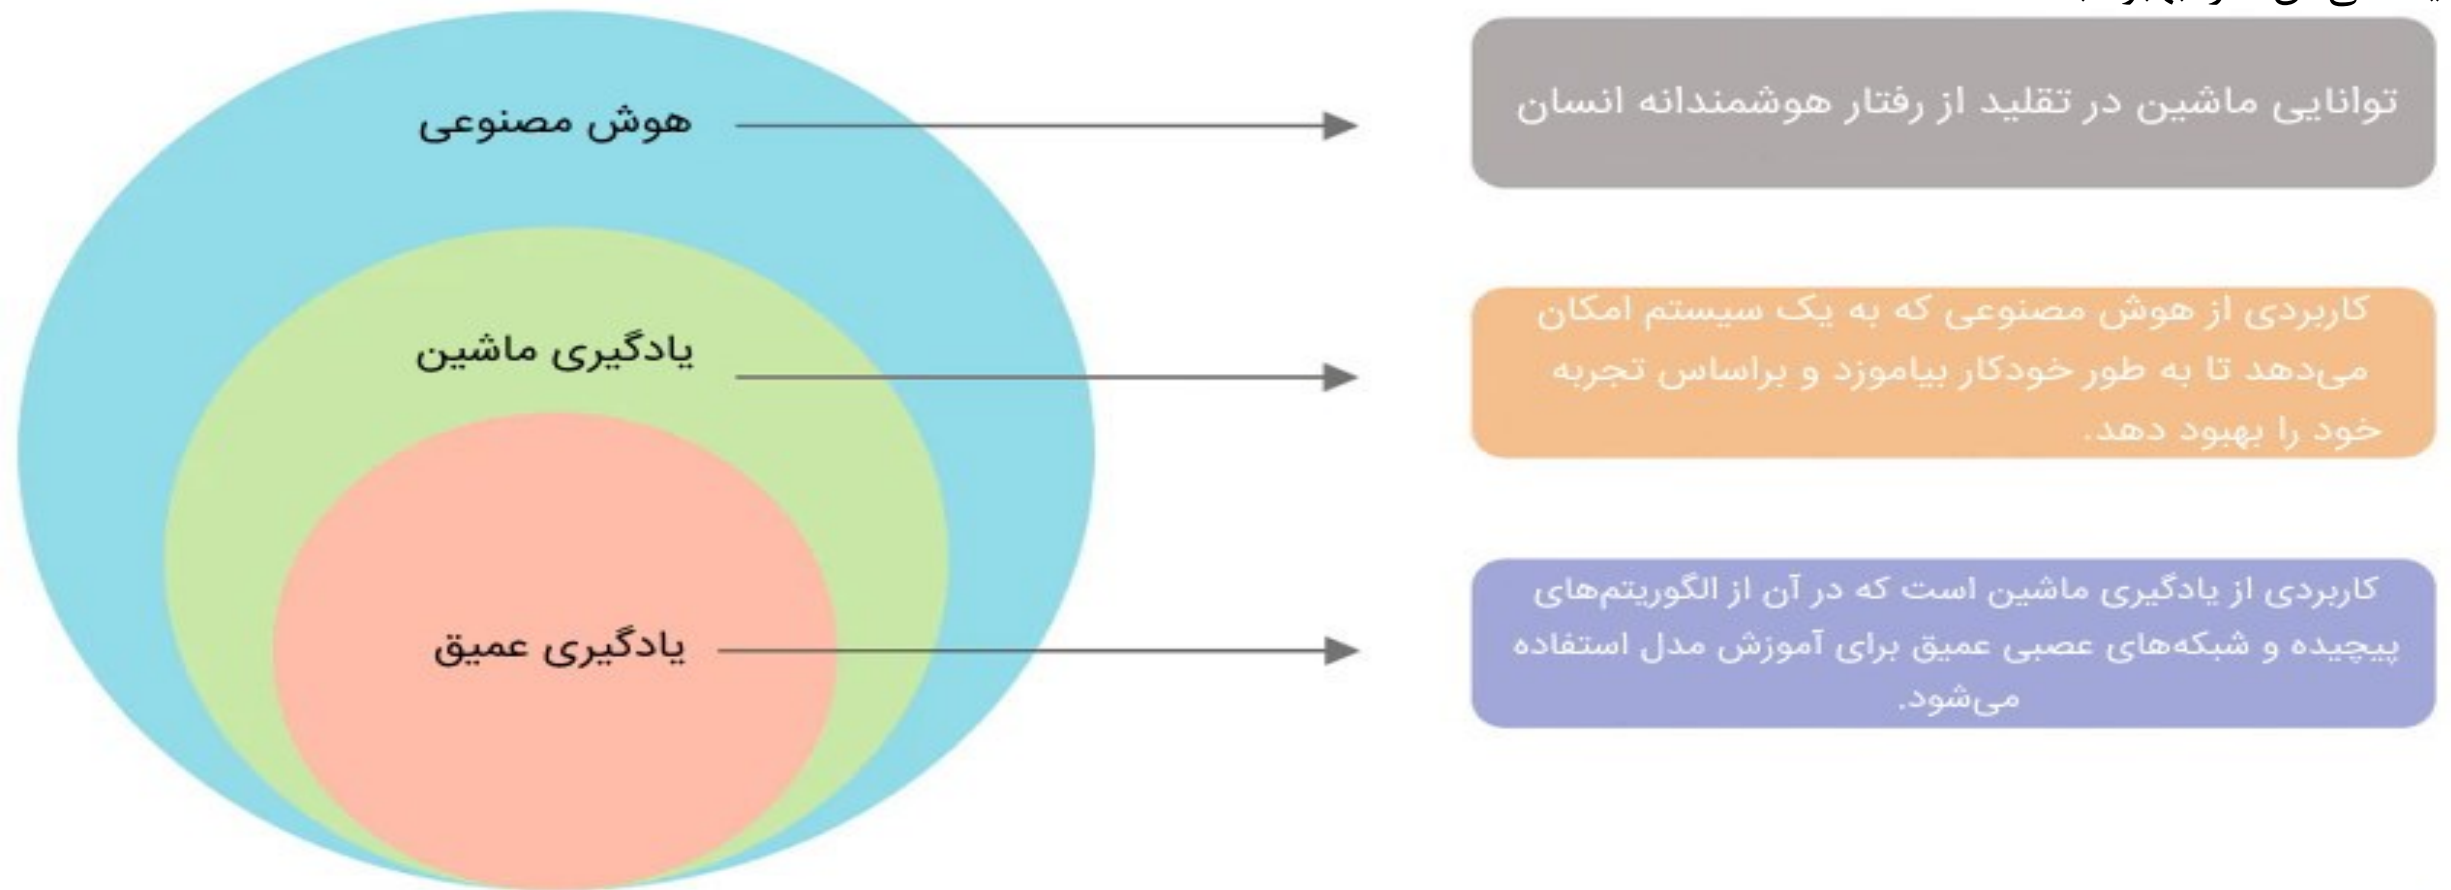 هوش مصنوعی
توانایی ماشین در تقلید از رفتار هوشمندانه انسان
یادگیری ماشین
کاربردی از هوش مصنوعی که به یک سیستم امکان
می‌دهد تا به طور خودکار بیاموزد و براساس تجربه
خود را بهبود دهد.
یادگیری عمیق
کاربردی از یادگیری ماشین است که در آن از الگوریتم‌های
پیچیده و شبکه‌های عصبی عمیق برای آموزش مدل استفاده
می‌شود.